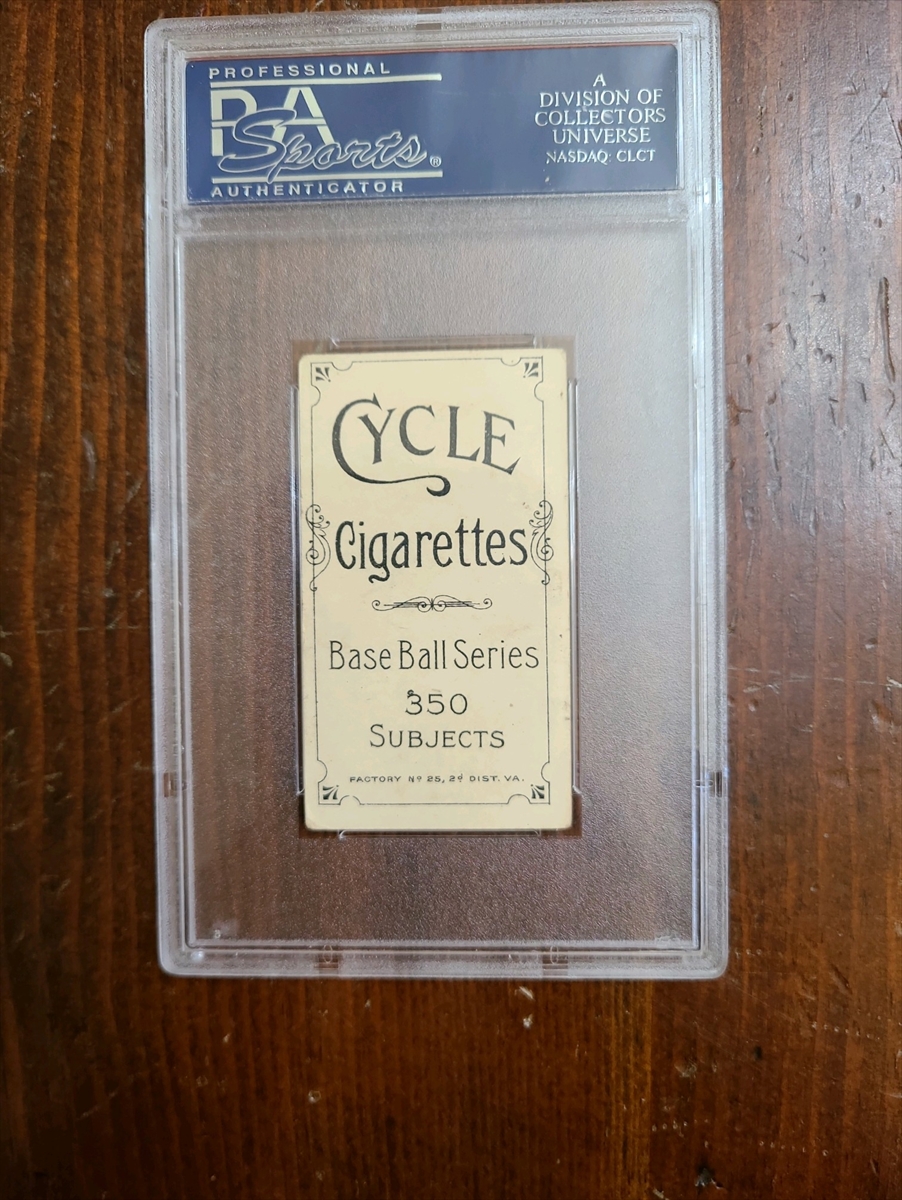 PROFESSIONAL
PSA
Sports®
AUTHENTICATOR
A
DIVISION OF
COLLECTORS
UNIVERSE
NASDAQ: CLCT
CYCLE
Cigarettes
Base Ball Series
350
SUBJECTS
FACTORY Nº 25, 2d DIST. VA.